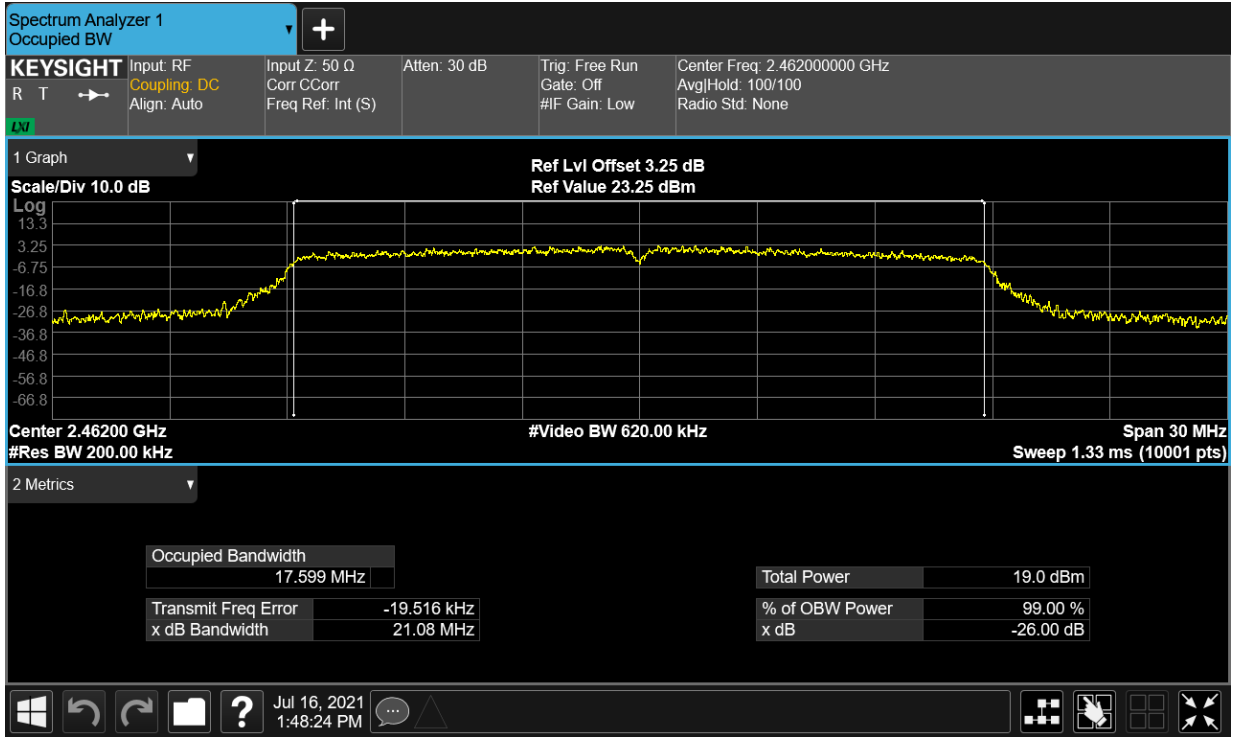 Spectrum Analyzer 1
Occupied BW
KEYSIGHT
R T
LXI
Input: RF
Coupling: DC
Align: Auto
Input Z: 50 Ω
Corr CCorr
Freq Ref: Int (S)
Atten: 30 dB
Trig: Free Run
Gate: Off
#IF Gain: Low
Center Freq: 2.462000000 GHz
Avg|Hold: 100/100
Radio Std: None
1 Graph
Scale/Div 10.0 dB
Ref Lvl Offset 3.25 dB
Ref Value 23.25 dBm
Log
13.3
3.25
-6.75
-16.8
-26.8
-36.8
-46.8
-56.8
-66.8
Center 2.46200 GHz
#Res BW 200.00 kHz
#Video BW 620.00 kHz
Span 30 MHz
Sweep 1.33 ms (10001 pts)
2 Metrics
Occupied Bandwidth
17.599 MHz
Transmit Freq Error -19.516 kHz
x dB Bandwidth 21.08 MHz
Total Power 19.0 dBm
% of OBW Power 99.00 %
x dB -26.00 dB
?
Jul 16, 2021
1:48:24 PM